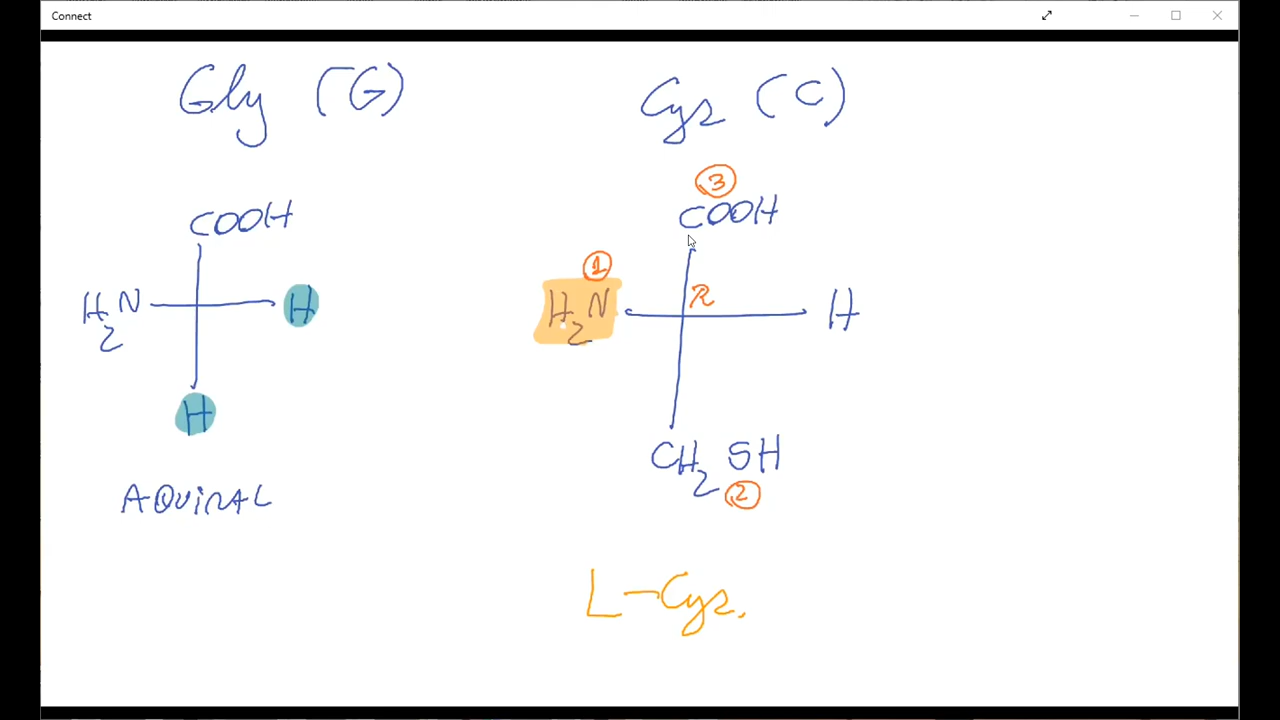 Connect
Gly (G)
Cys (C)
COOH
H2N
H
H
AQUIRAL
3
COOH
1
H2N
R
H
CH2 SH
2
L-Cys.